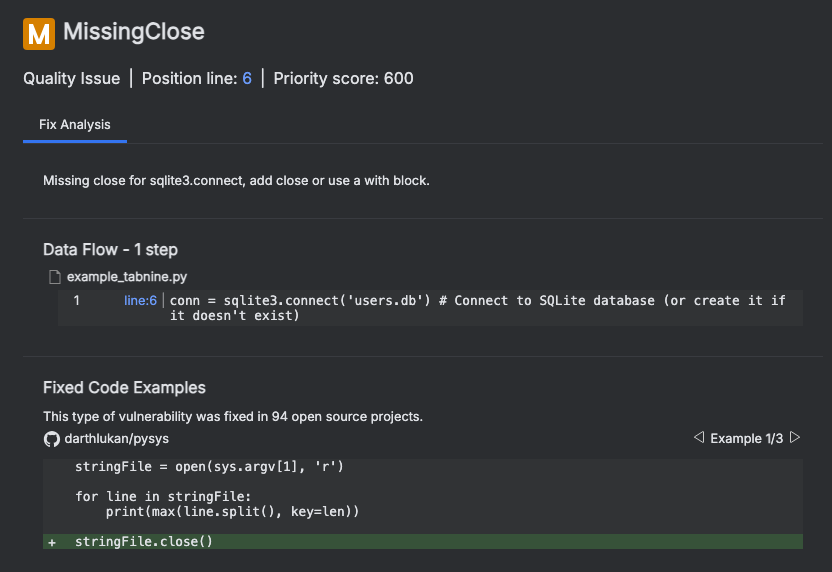 M MissingClose
Quality Issue | Position line: 6 | Priority score: 600
Fix Analysis
Missing close for sqlite3.connect, add close or use a with block.
Data Flow - 1 step
example_tabnine.py
1 line:6 | conn = sqlite3.connect('users.db') # Connect to SQLite database (or create it if
it doesn't exist)
Fixed Code Examples
This type of vulnerability was fixed in 94 open source projects.
darthlukan/pysys Example 1/3
stringFile = open(sys.argv[1], 'r')
for line in stringFile:
print(max(line.split(), key=len))
+ stringFile.close()